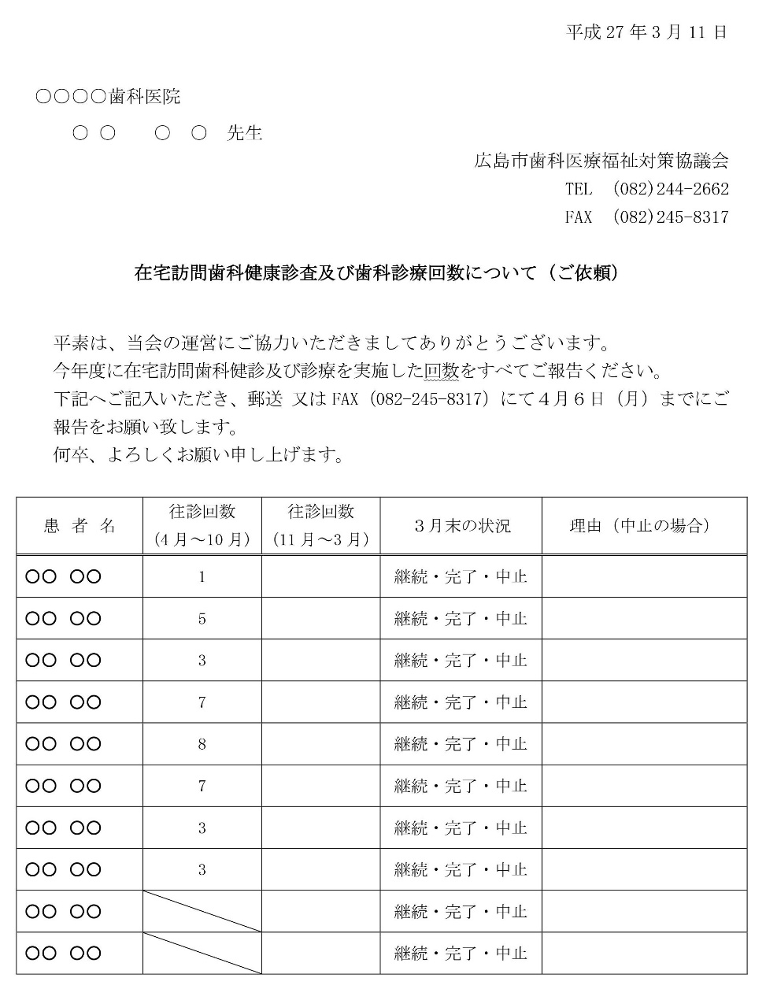 平成 27 年 3 月 11 日
○○○○歯科医院
○ ○　○ ○ 先生
広島市歯科医療福祉対策協議会
TEL （082）244-2662
FAX （082）245-8317
在宅訪問歯科健康診査及び歯科診療回数について（ご依頼）
平素は、当会の運営にご協力いただきましてありがとうございます。
今年度に在宅訪問歯科健診及び診療を実施した回数をすべてご報告ください。
下記へご記入いただき、郵送 又は FAX（082-245-8317）にて４月６日（月）までにご
報告をお願い致します。
何卒、よろしくお願い申し上げます。
患 者 名 往診回数 （4 月～10 月） 往診回数 （11 月～3 月） ３月末の状況 理由（中止の場合）
○○ ○○ 1 継続・完了・中止
○○ ○○ 5 継続・完了・中止
○○ ○○ 3 継続・完了・中止
○○ ○○ 7 継続・完了・中止
○○ ○○ 8 継続・完了・中止
○○ ○○ 7 継続・完了・中止
○○ ○○ 3 継続・完了・中止
○○ ○○ 3 継続・完了・中止
○○ ○○ 継続・完了・中止
○○ ○○ 継続・完了・中止